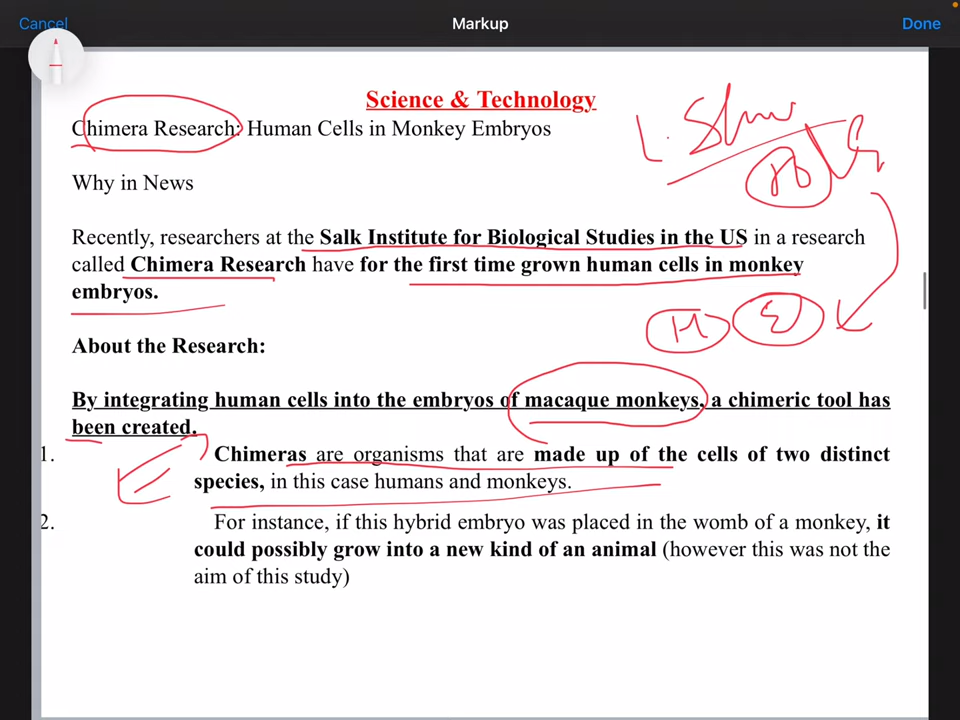 Cancel
Markup
Done
Science & Technology
Chimera Research: Human Cells in Monkey Embryos
Why in News
Recently, researchers at the Salk Institute for Biological Studies in the US in a research
called Chimera Research have for the first time grown human cells in monkey
embryos.
M
About the Research:
By integrating human cells into the embryos of macaque monkeys, a chimeric tool has
been created.
1. Chimeras are organisms that are made up of the cells of two distinct
species, in this case humans and monkeys.
2. For instance, if this hybrid embryo was placed in the womb of a monkey, it
could possibly grow into a new kind of an animal (however this was not the
aim of this study)